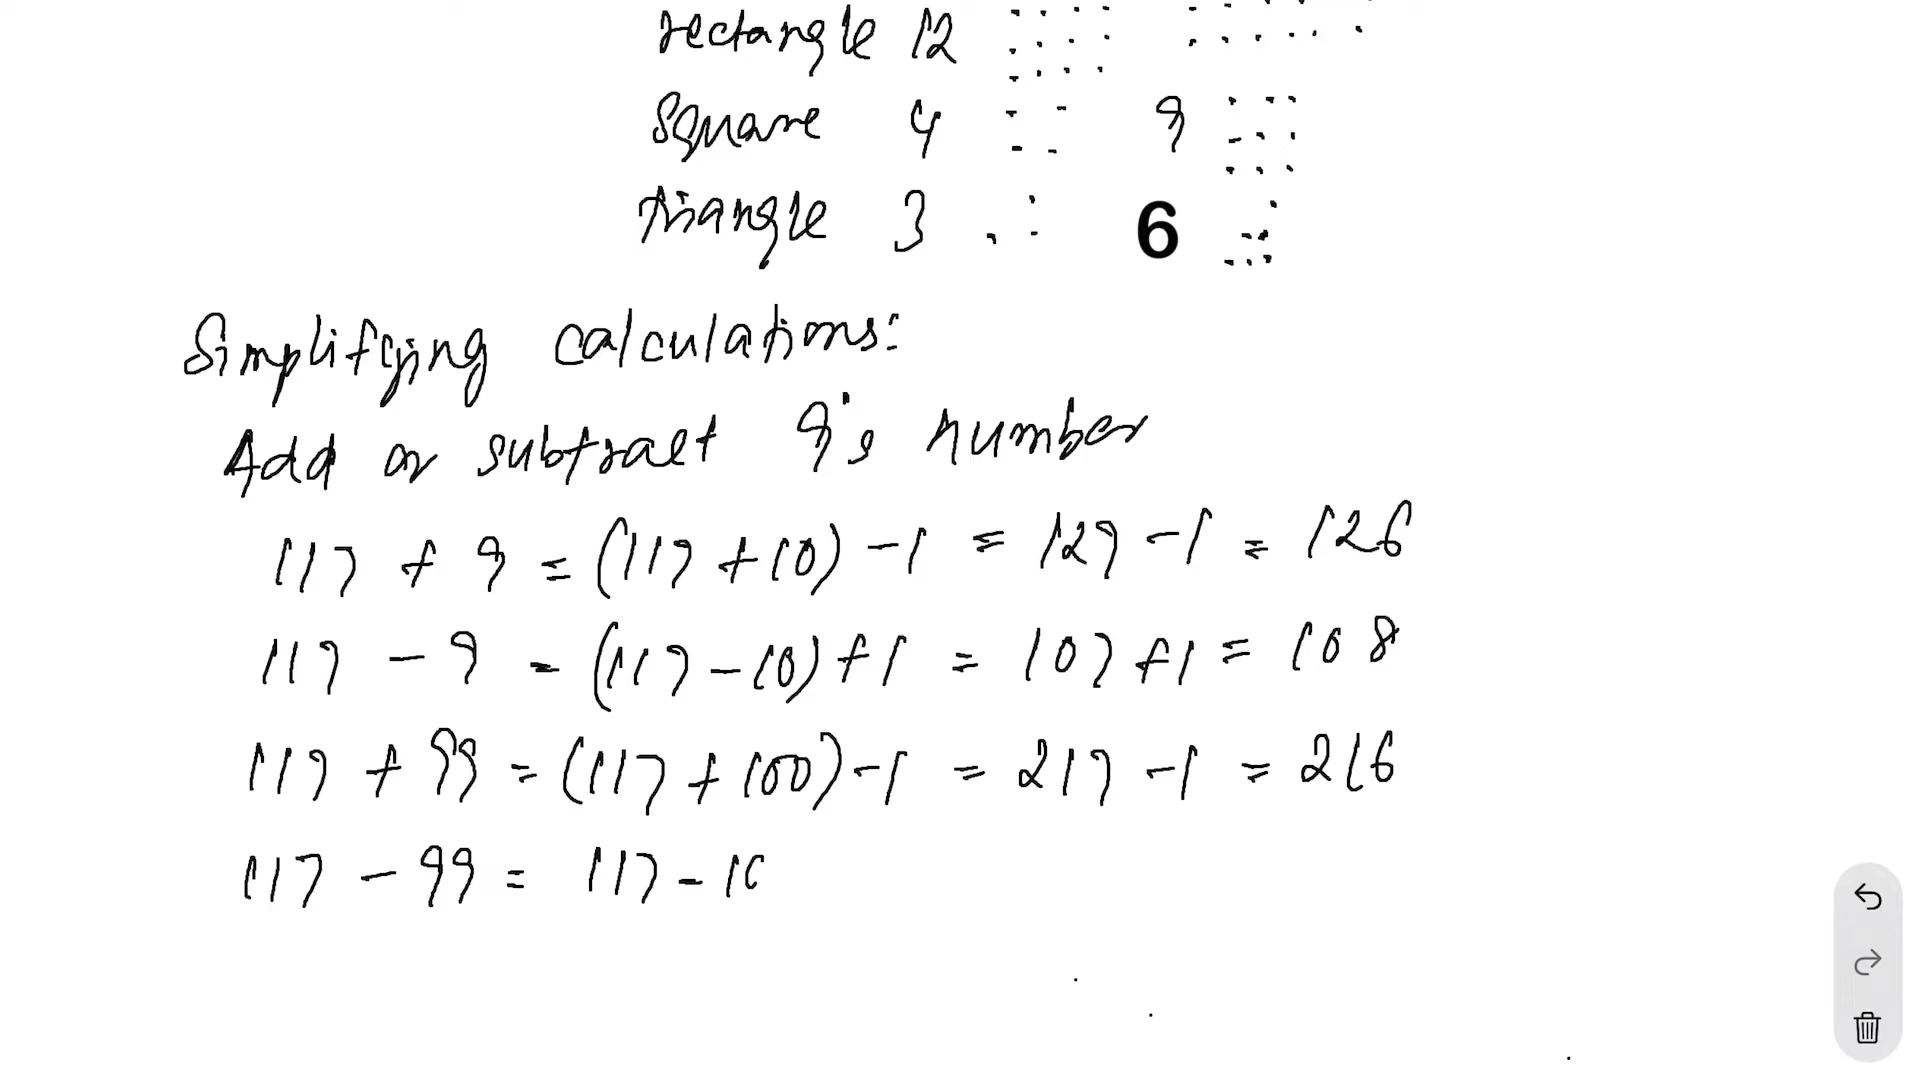 rectangle 12
square 4 9
triangle 3 6
Simplifying calculations:
Add or subtract 9's number
117 + 9 = (117 + 10) - 1 = 127 - 1 = 126
117 - 9 = (117 - 10) + 1 = 107 + 1 = 108
117 + 99 = (117 + 100) - 1 = 217 - 1 = 216
117 - 99 = 117 - 10